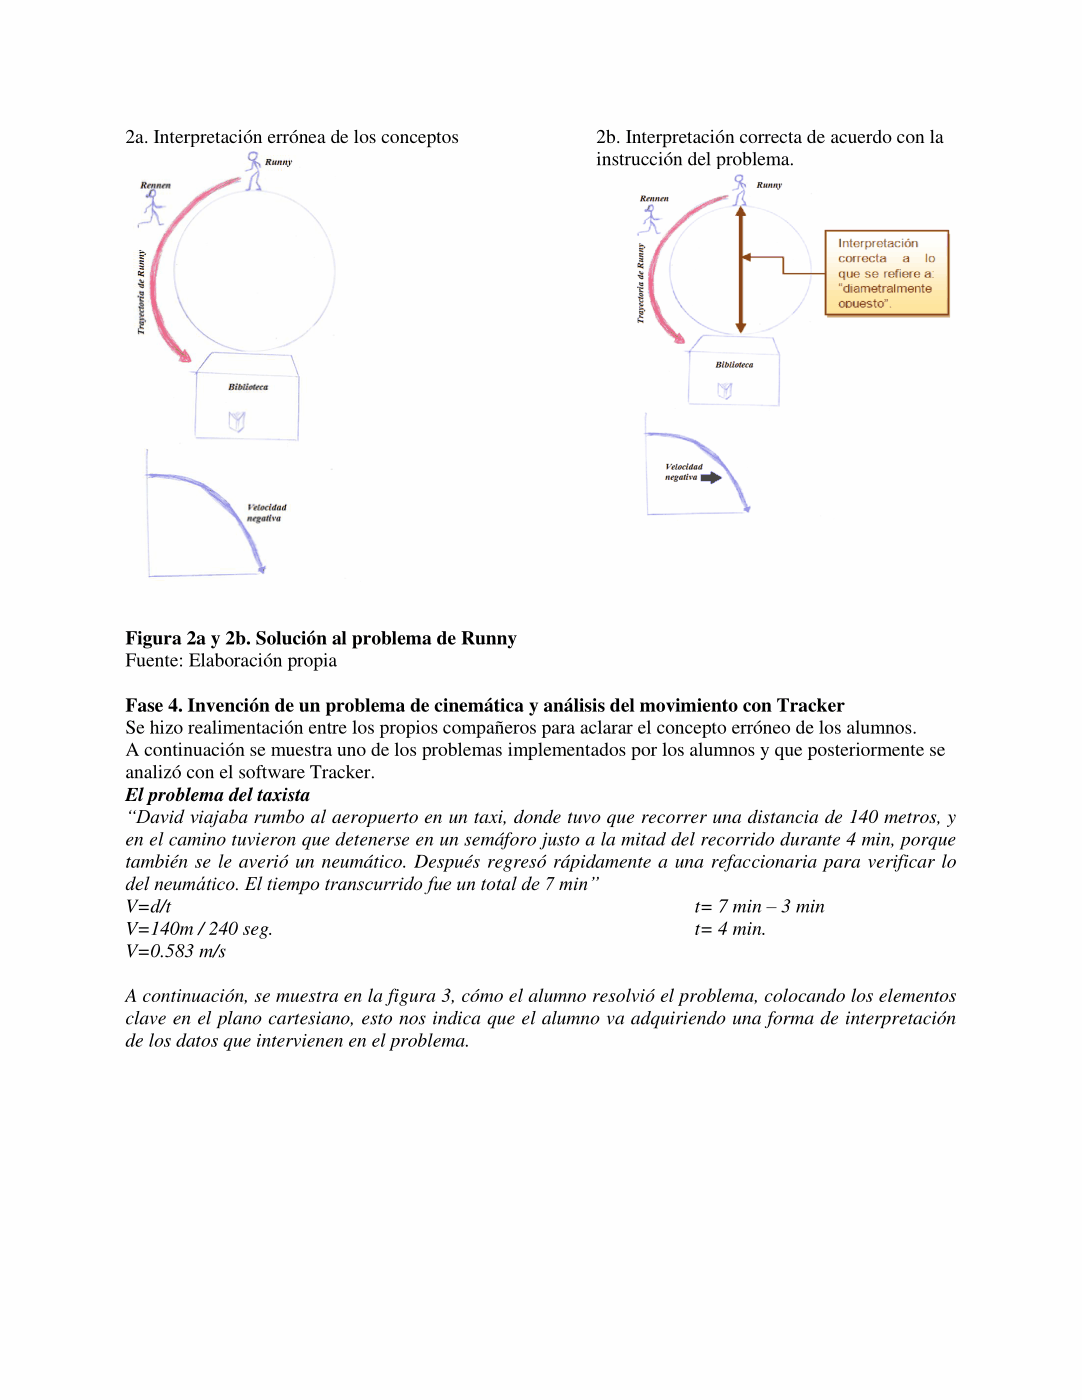 2a. Interpretación errónea de los conceptos
Runny
Rennen
Trayectoria de Runny
Biblioteca
Velocidad
negativa
2b. Interpretación correcta de acuerdo con la
instrucción del problema.
Runny
Rennen
Trayectoria de Runny
Interpretación
correcta a lo
que se refiere a:
“diametralmente
opuesto”.
Biblioteca
Velocidad
negativa
Figura 2a y 2b. Solución al problema de Runny
Fuente: Elaboración propia
Fase 4. Invención de un problema de cinemática y análisis del movimiento con Tracker
Se hizo realimentación entre los propios compañeros para aclarar el concepto erróneo de los alumnos.
A continuación se muestra uno de los problemas implementados por los alumnos y que posteriormente se
analizó con el software Tracker.
El problema del taxista
“David viajaba rumbo al aeropuerto en un taxi, donde tuvo que recorrer una distancia de 140 metros, y
en el camino tuvieron que detenerse en un semáforo justo a la mitad del recorrido durante 4 min, porque
también se le averió un neumático. Después regresó rápidamente a una refaccionaria para verificar lo
del neumático. El tiempo transcurrido fue un total de 7 min”
V=d/t t= 7 min – 3 min
V=140m / 240 seg. t= 4 min.
V=0.583 m/s
A continuación, se muestra en la figura 3, cómo el alumno resolvió el problema, colocando los elementos
clave en el plano cartesiano, esto nos indica que el alumno va adquiriendo una forma de interpretación
de los datos que intervienen en el problema.